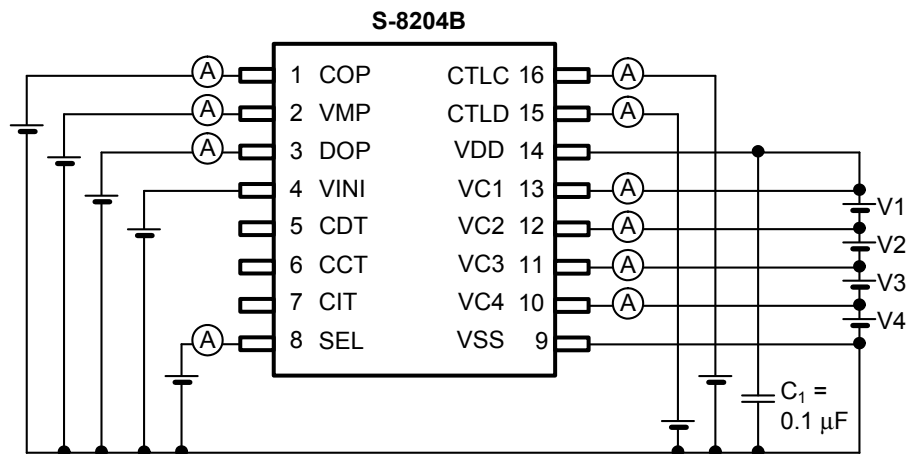 S-8204B
A 1 COP CTLC 16 A
A 2 VMP CTLD 15 A
A 3 DOP VDD 14
4 VINI VC1 13 A
V1
5 CDT VC2 12 A
V2
6 CCT VC3 11 A
V3
7 CIT VC4 10 A
V4
A 8 SEL VSS 9
C₁ =
0.1 μF